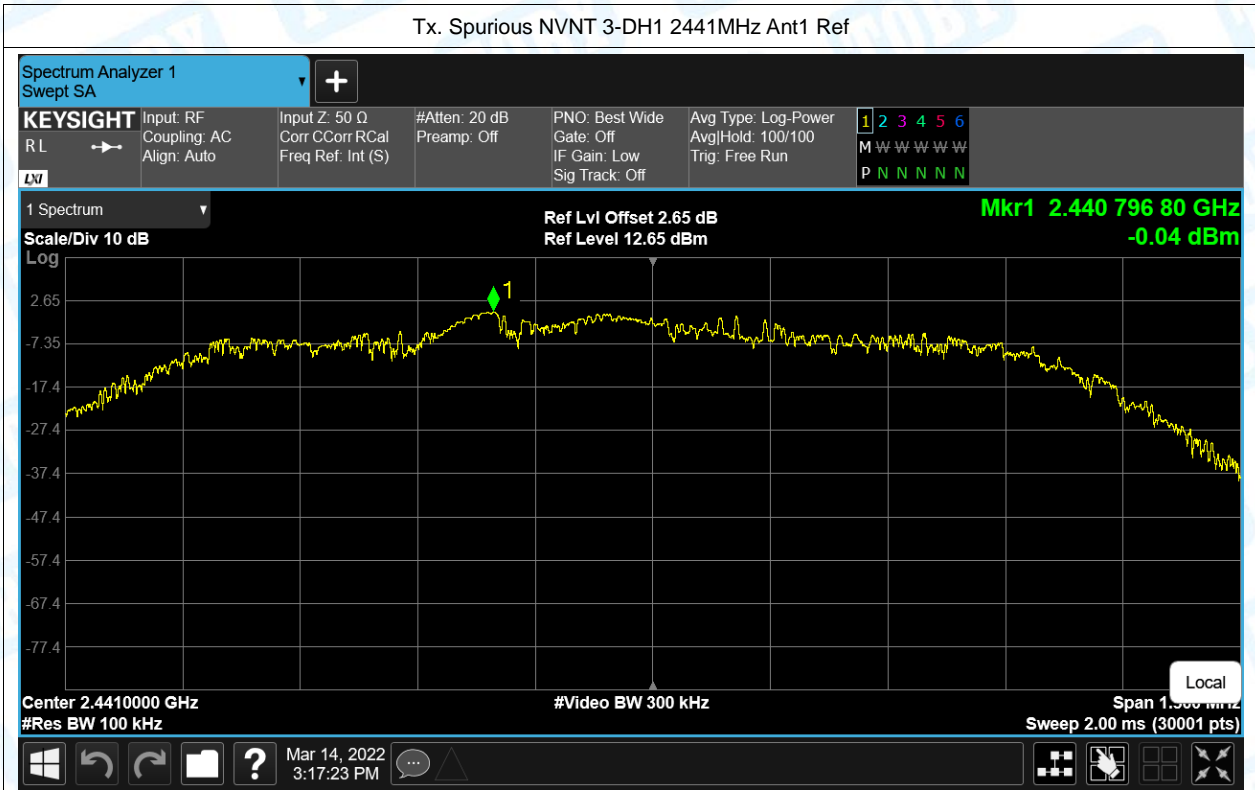 Tx. Spurious NVNT 3-DH1 2441MHz Ant1 Ref
Spectrum Analyzer 1
Swept SA
KEYSIGHT
R L
LXI
Input: RF
Coupling: AC
Align: Auto
Input Z: 50 Ω
Corr CCorr RCal
Freq Ref: Int (S)
#Atten: 20 dB
Preamp: Off
PNO: Best Wide
Gate: Off
IF Gain: Low
Sig Track: Off
Avg Type: Log-Power
Avg|Hold: 100/100
Trig: Free Run
1 2 3 4 5 6
M W W W W W
P N N N N N
1 Spectrum
Scale/Div 10 dB
Ref Lvl Offset 2.65 dB
Ref Level 12.65 dBm
Mkr1 2.440 796 80 GHz
-0.04 dBm
Log
1
2.65
-7.35
-17.4
-27.4
-37.4
-47.4
-57.4
-67.4
-77.4
Local
Center 2.4410000 GHz
#Video BW 300 kHz
Span 1.500 MHz
#Res BW 100 kHz
Sweep 2.00 ms (30001 pts)
Mar 14, 2022
3:17:23 PM